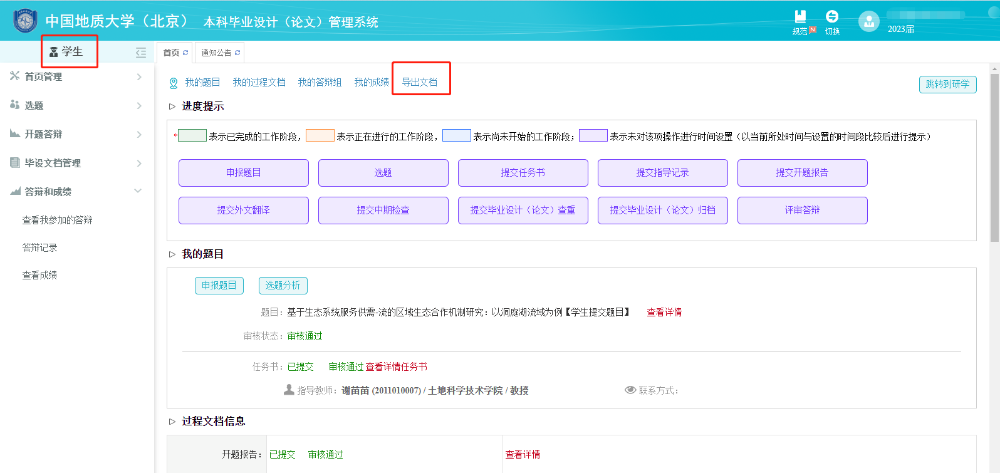 中国地质大学（北京） 本科毕业设计（论文）管理系统
规范 N 切换 2023届
学生
首页 通知公告
首页管理
选题
开题答辩
毕设文档管理
答辩和成绩
查看我参加的答辩
答辩记录
查看成绩
我的题目 我的过程文档 我的答辩组 我的成绩 导出文档
跳转到研学
进度提示
* 表示已完成的工作阶段， 表示正在进行的工作阶段， 表示尚未开始的工作阶段； 表示未对该项操作进行时间设置（以当前所处时间与设置的时间段比较后进行提示）
申报题目 选题 提交任务书 提交指导记录 提交开题报告
提交外文翻译 提交中期检查 提交毕业设计（论文）查重 提交毕业设计（论文）归档 评审答辩
我的题目
申报题目 选题分析
题目： 基于生态系统服务供需-流的区域生态合作机制研究：以洞庭湖流域为例【学生提交题目】 查看详情
审核状态： 审核通过
任务书： 已提交 审核通过 查看详情任务书
指导教师： 谢苗苗 (2011010007) / 土地科学技术学院 / 教授 联系方式：
过程文档信息
开题报告： 已提交 审核通过 查看详情